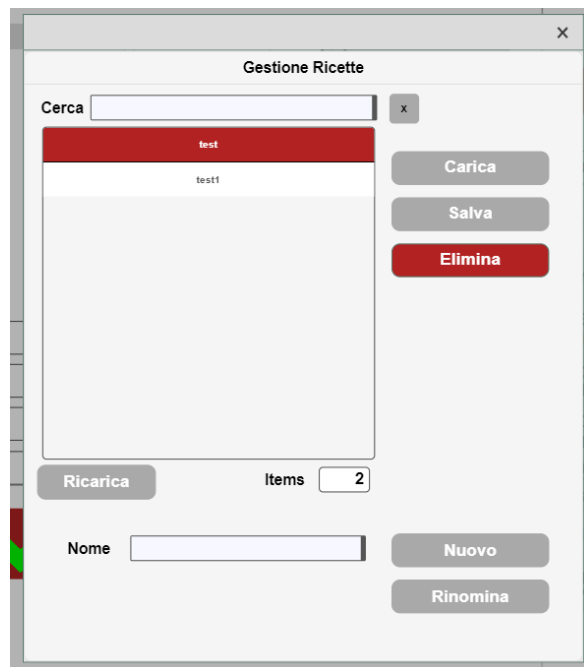 ×
Gestione Ricette
Cerca x
test
test1
Carica
Salva
Elimina
Ricarica Items 2
Nome Nuovo
Rinomina